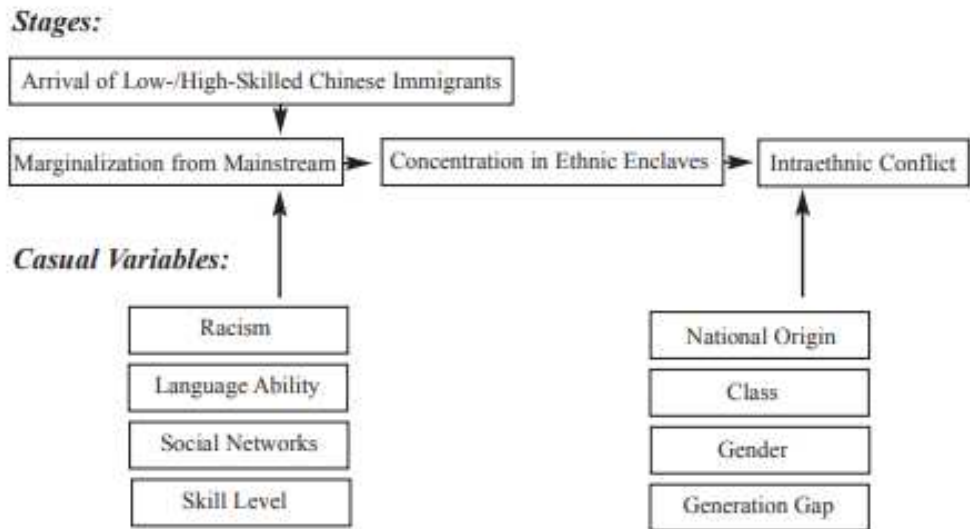 Stages:
Arrival of Low-/High-Skilled Chinese Immigrants
Marginalization from Mainstream
Concentration in Ethnic Enclaves
Intraethnic Conflict
Casual Variables:
Racism
Language Ability
Social Networks
Skill Level
National Origin
Class
Gender
Generation Gap